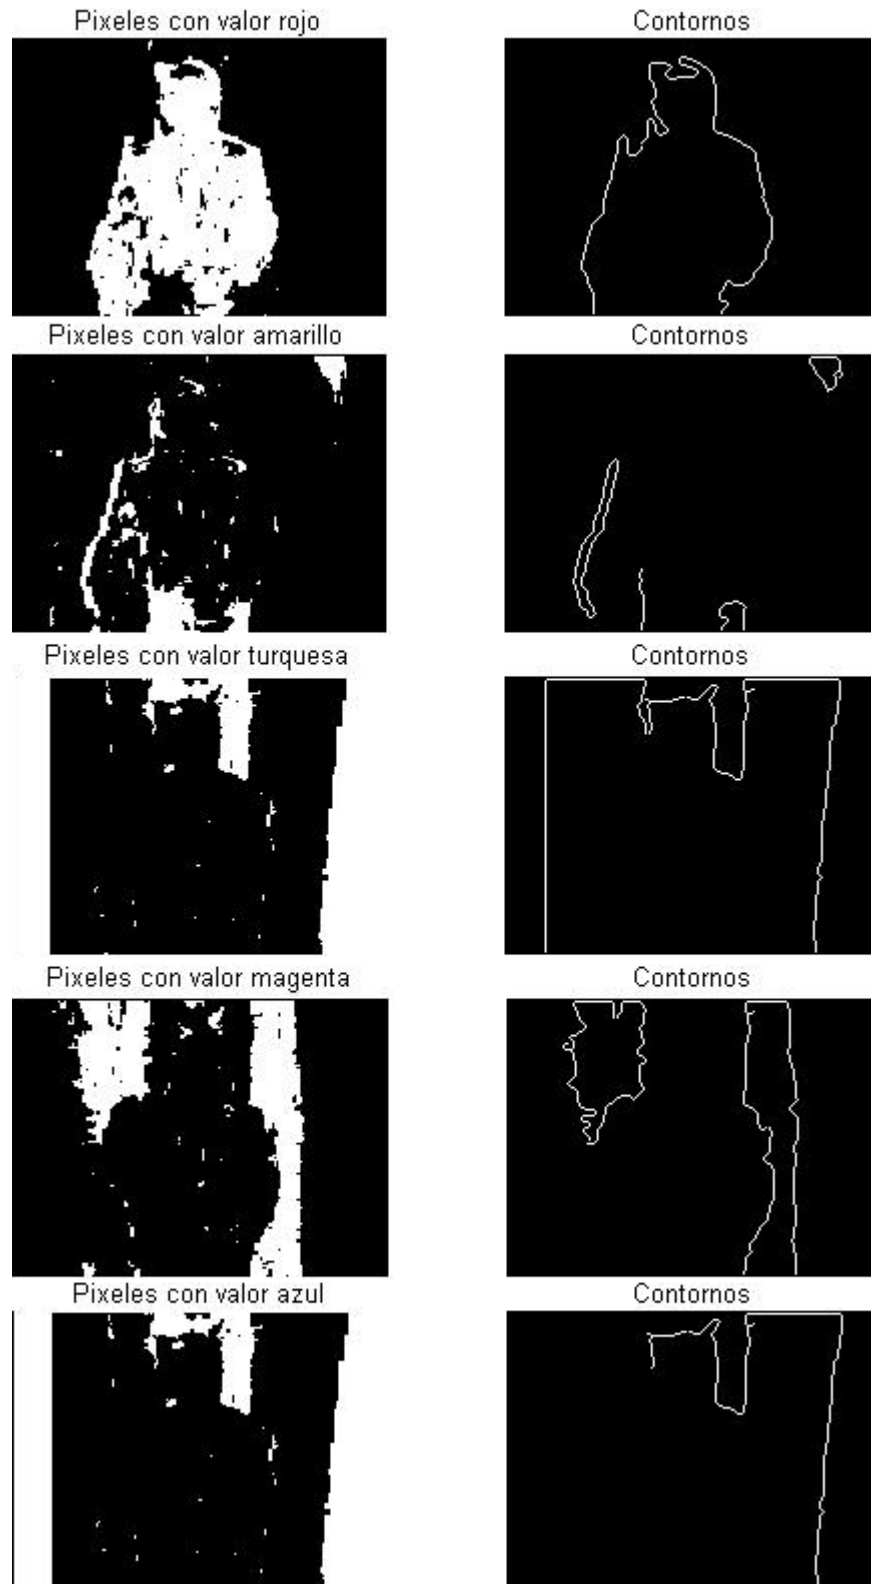 Pixeles con valor rojo
Contornos
Pixeles con valor amarillo
Contornos
Pixeles con valor turquesa
Contornos
Pixeles con valor magenta
Contornos
Pixeles con valor azul
Contornos